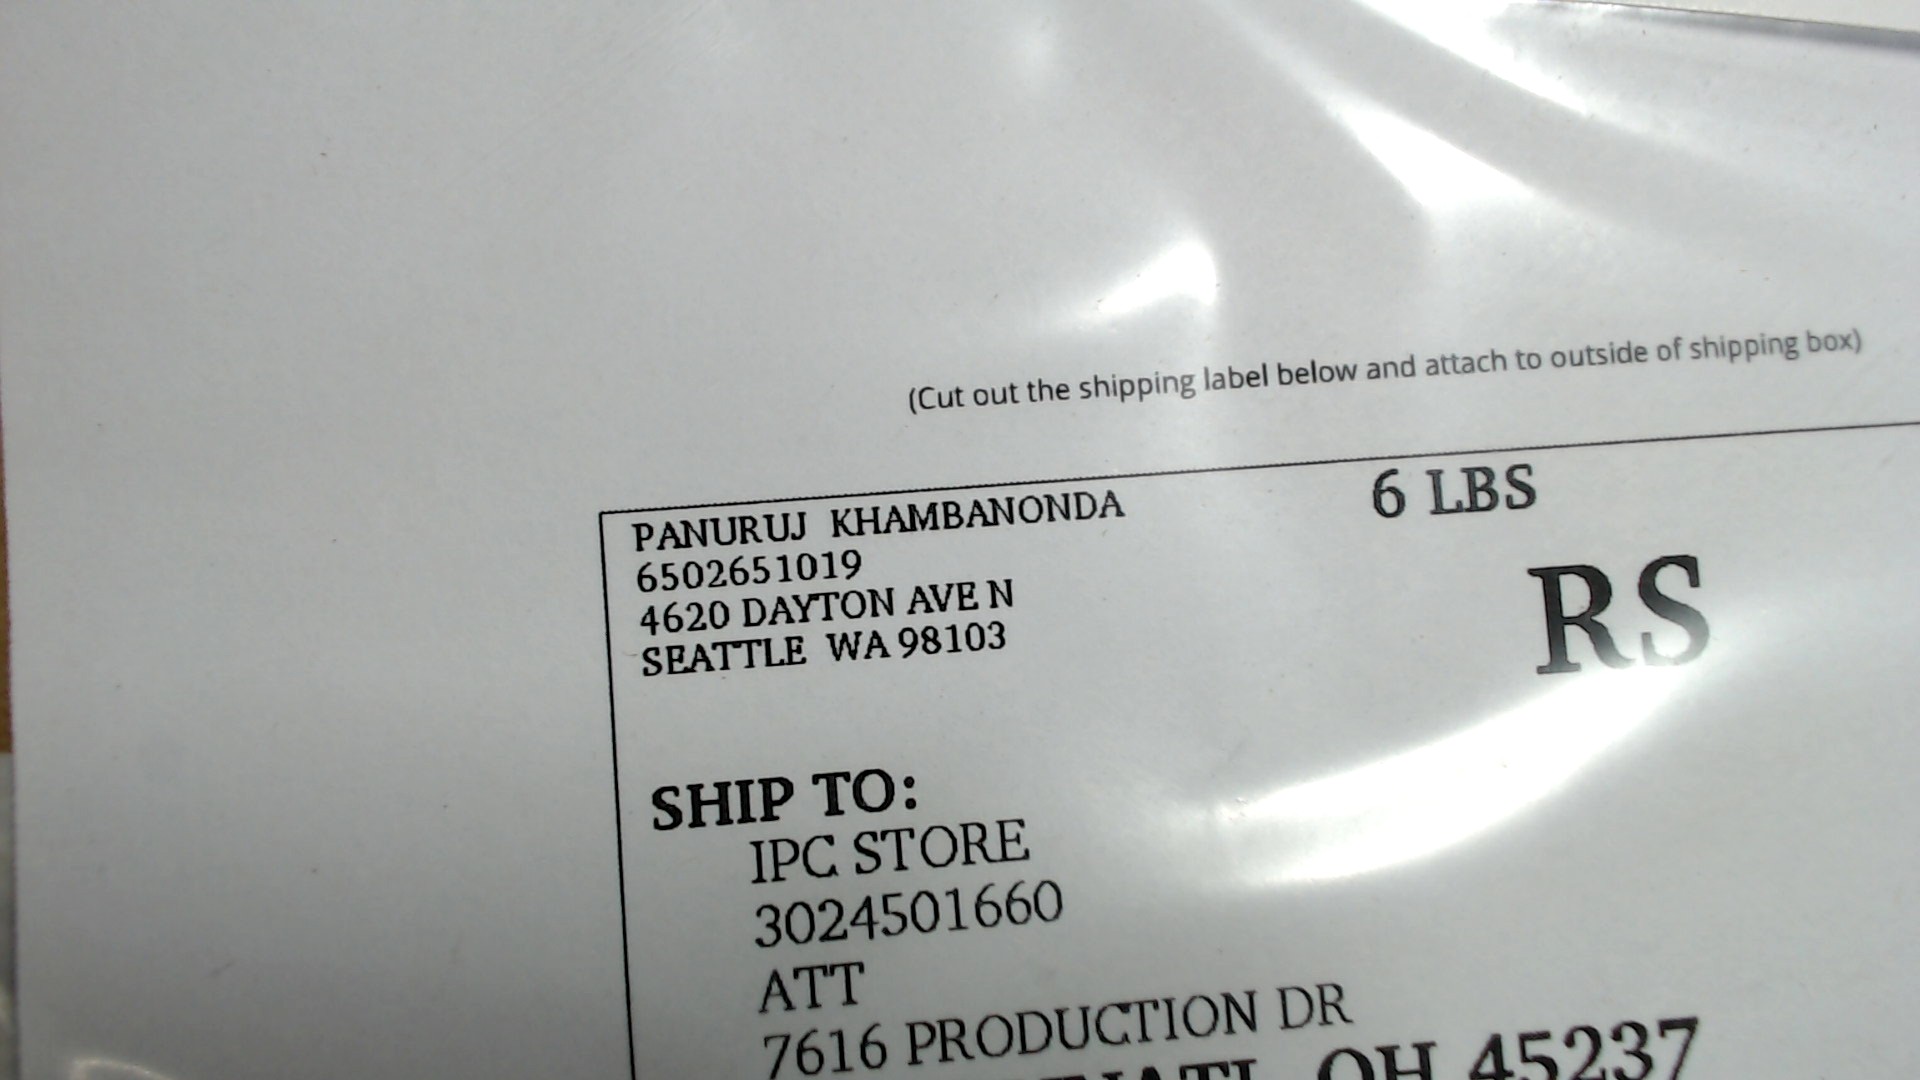 (Cut out the shipping label below and attach to outside of shipping box)
PANURUJ KHAMBANONDA
6 LBS
6502651019
4620 DAYTON AVE N
SEATTLE WA 98103
RS
SHIP TO:
IPC STORE
3024501660
ATT
7616 PRODUCTION DR
OH 45237